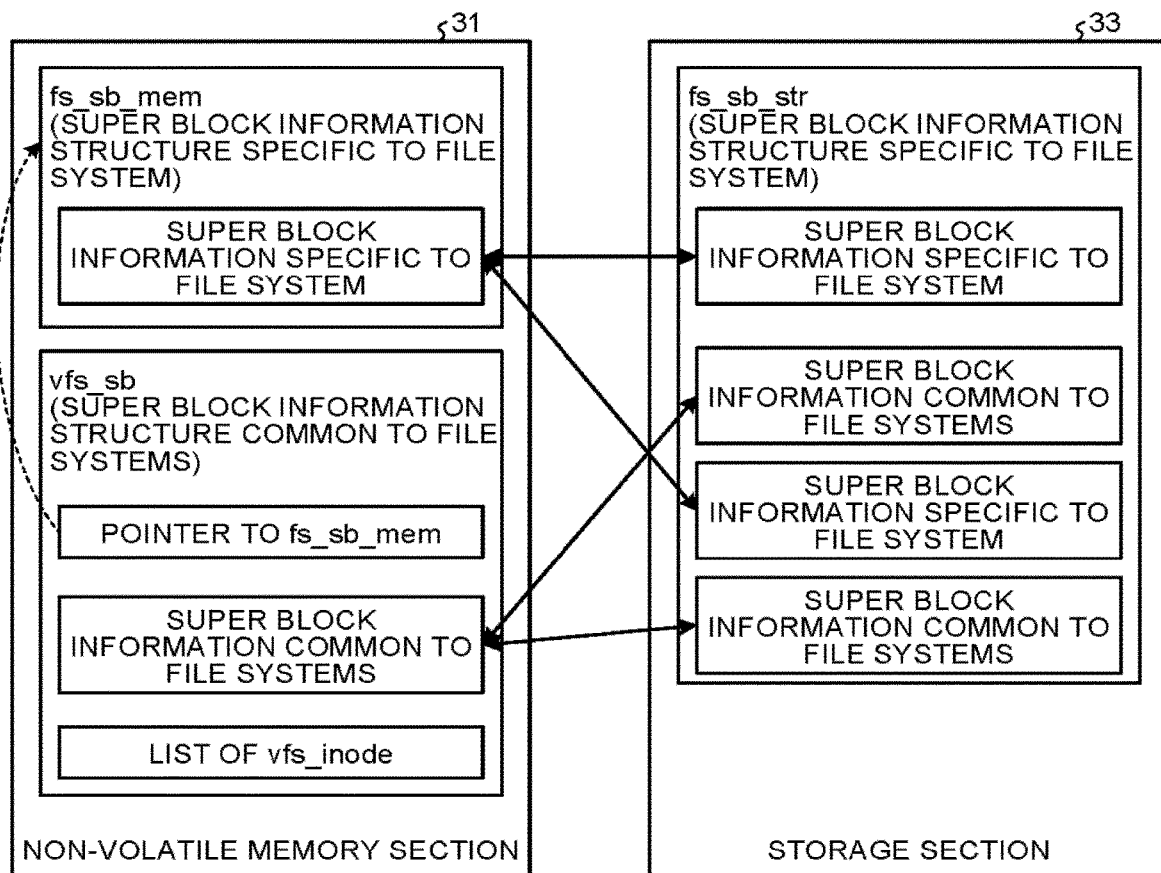 31
fs_sb_mem
(SUPER BLOCK INFORMATION
STRUCTURE SPECIFIC TO FILE
SYSTEM)
SUPER BLOCK
INFORMATION SPECIFIC TO
FILE SYSTEM
vfs_sb
(SUPER BLOCK INFORMATION
STRUCTURE COMMON TO FILE
SYSTEMS)
POINTER TO fs_sb_mem
SUPER BLOCK
INFORMATION COMMON TO
FILE SYSTEMS
LIST OF vfs_inode
NON-VOLATILE MEMORY SECTION
33
fs_sb_str
(SUPER BLOCK INFORMATION
STRUCTURE SPECIFIC TO FILE
SYSTEM)
SUPER BLOCK
INFORMATION SPECIFIC TO
FILE SYSTEM
SUPER BLOCK
INFORMATION COMMON TO
FILE SYSTEMS
SUPER BLOCK
INFORMATION SPECIFIC TO
FILE SYSTEM
SUPER BLOCK
INFORMATION COMMON TO
FILE SYSTEMS
STORAGE SECTION